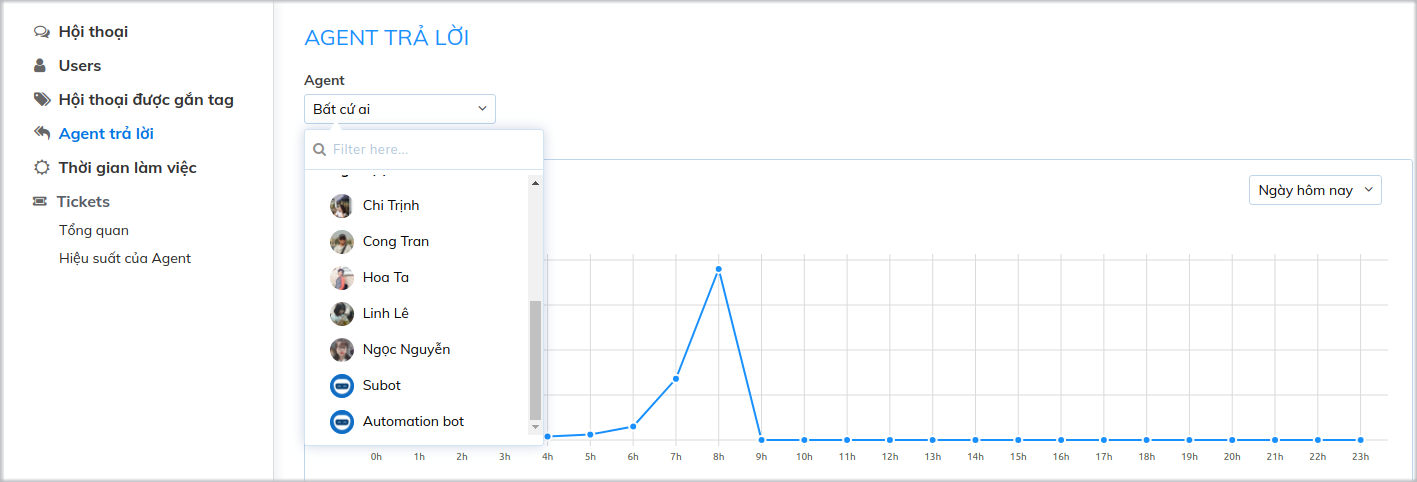 Hội thoại
Users
Hội thoại được gắn tag
Agent trả lời
Thời gian làm việc
Tickets
Tổng quan
Hiệu suất của Agent
AGENT TRẢ LỜI
Agent
Bất cứ ai
Filter here...
Chi Trịnh
Cong Tran
Hoa Ta
Linh Lê
Ngọc Nguyễn
Subot
Automation bot
Ngày hôm nay
0h 1h 2h 3h 4h 5h 6h 7h 8h 9h 10h 11h 12h 13h 14h 15h 16h 17h 18h 19h 20h 21h 22h 23h